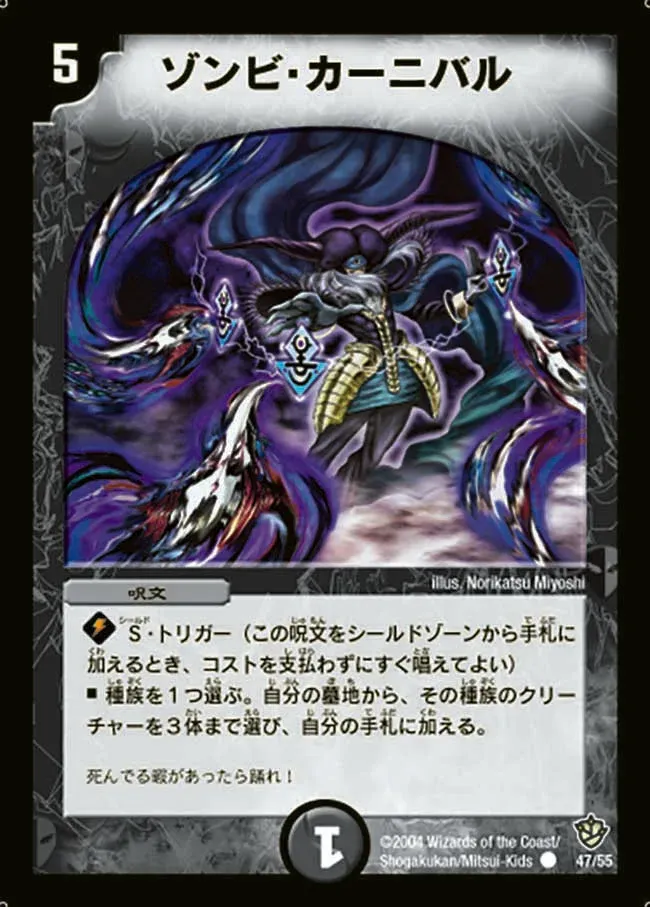 5
ゾンビ・カーニバル
illus. Norikatsu Miyoshi
呪文
S・トリガー（この呪文をシールドゾーンから手札に
加えるとき、コストを支払わずにすぐ唱えてよい）
■ 種族を1つ選ぶ。自分の墓地から、その種族のクリー
チャーを3体まで選び、自分の手札に加える。
死んでる暇があったら踊れ！
1
©2004 Wizards of the Coast/
Shogakukan/Mitsui-Kids
47/55